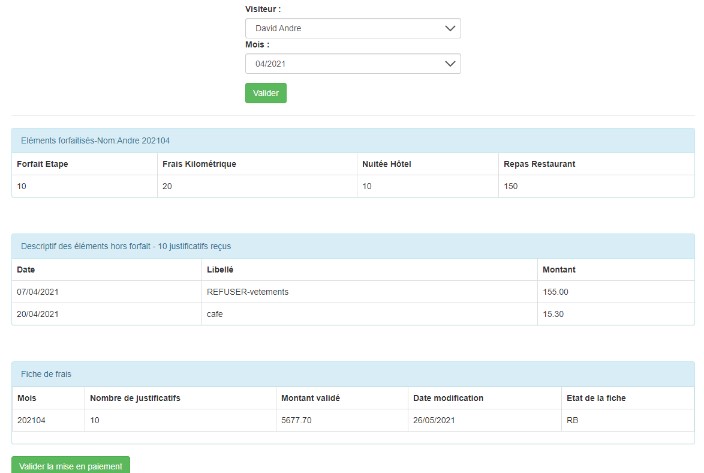 Visiteur :
David Andre
Mois :
04/2021
Valider
Eléments forfaitisés-Nom:Andre 202104
Forfait Etape Frais Kilométrique Nuitée Hôtel Repas Restaurant
10 20 10 150
Descriptif des éléments hors forfait - 10 justificatifs reçus
Date Libellé Montant
07/04/2021 REFUSER-vetements 155.00
20/04/2021 cafe 15.30
Fiche de frais
Mois Nombre de justificatifs Montant validé Date modification Etat de la fiche
202104 10 5677.70 26/05/2021 RB
Valider la mise en paiement